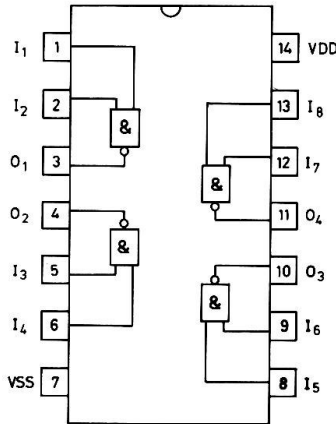 I₁ 1 14 VDD
I₂ 2 13 I₈
&
O₁ 3 12 I₇
&
O₂ 4 11 O₄
&
I₃ 5 10 O₃
&
I₄ 6 9 I₆
VSS 7 8 I₅